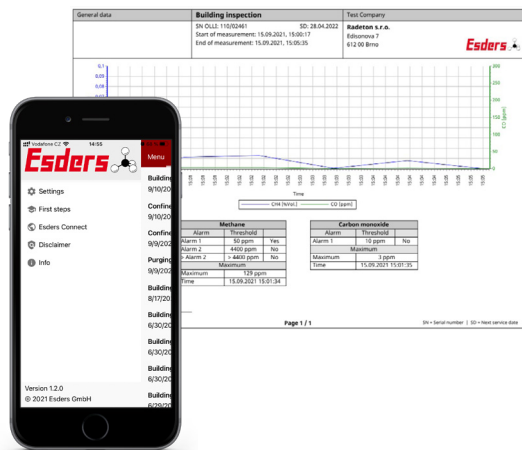 General data
Building inspection
Test Company
SN OLLI: 110/02461 SD: 28.04.2022
Start of measurement: 15.09.2021, 15:00:17
End of measurement: 15.09.2021, 15:05:35
Radeton s.r.o.
Edisonova 7
612 00 Brno
Esders
0,1
0,09
0,08
300
250
200
150
100
50
0
CO [ppm]
Time
CH4 [%Vol.] CO [ppm]
Methane
Alarm Threshold
Alarm 1 50 ppm Yes
Alarm 2 4400 ppm No
> Alarm 2 > 4400 ppm No
Maximum
Maximum 129 ppm
Time 15.09.2021 15:01:34
Carbon monoxide
Alarm Threshold
Alarm 1 10 ppm No
Maximum
Maximum 3 ppm
Time 15.09.2021 15:01:35
Page 1 / 1
SN = Serial number | SD = Next service date
Vodafone CZ 14:55
Esders
Menu
Settings
First steps
Esders Connect
Disclaimer
Info
Version 1.2.0
© 2021 Esders GmbH
Building
9/10/20
Confine
9/10/20
Confine
9/9/202
Purging
9/9/202
Building
8/17/20
Building
6/30/20
Building
6/30/20
Building
6/30/20
Building
6/29/20